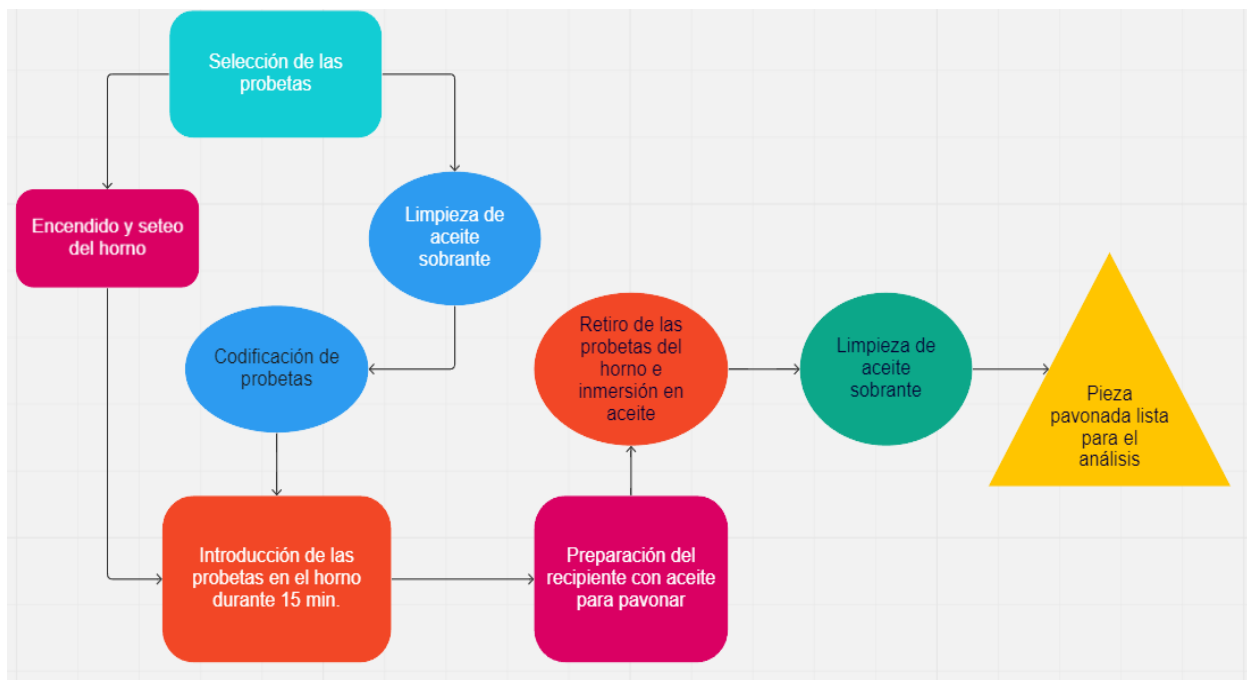 Selección de las
probetas
Encendido y seteo
del horno
Limpieza de
aceite
sobrante
Codificación de
probetas
Introducción de las
probetas en el horno
durante 15 min.
Preparación del
recipiente con aceite
para pavonar
Retiro de las
probetas del
horno e
inmersión en
aceite
Limpieza de
aceite
sobrante
Pieza
pavonada lista
para el
análisis